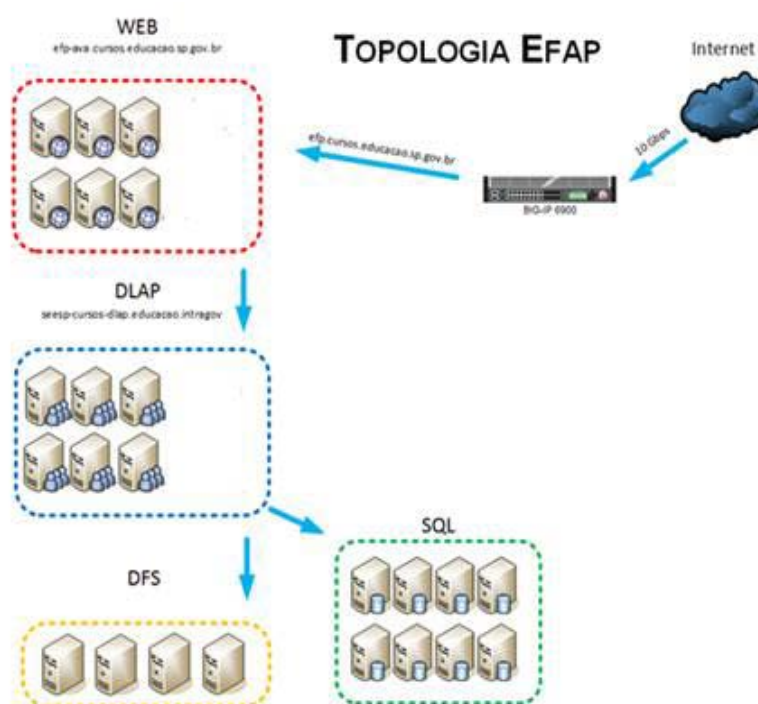 WEB
efp-ava.cursos.educacao.sp.gov.br
TOPOLOGIA EFAP
Internet
10 Gbps
efp.cursos.educacao.sp.gov.br
BIG-IP 6900
DLAP
seesp-cursos-dlap.educacao.intragov
SQL
DFS